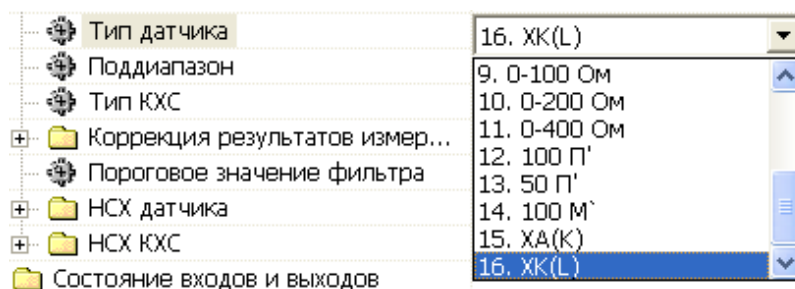 Тип датчика
Поддиапазон
Тип КХС
Коррекция результатов измер...
Пороговое значение фильтра
НСХ датчика
НСХ КХС
Состояние входов и выходов
16. ХК(L)
9. 0-100 Ом
10. 0-200 Ом
11. 0-400 Ом
12. 100 П'
13. 50 П'
14. 100 М`
15. ХА(К)
16. ХК(L)